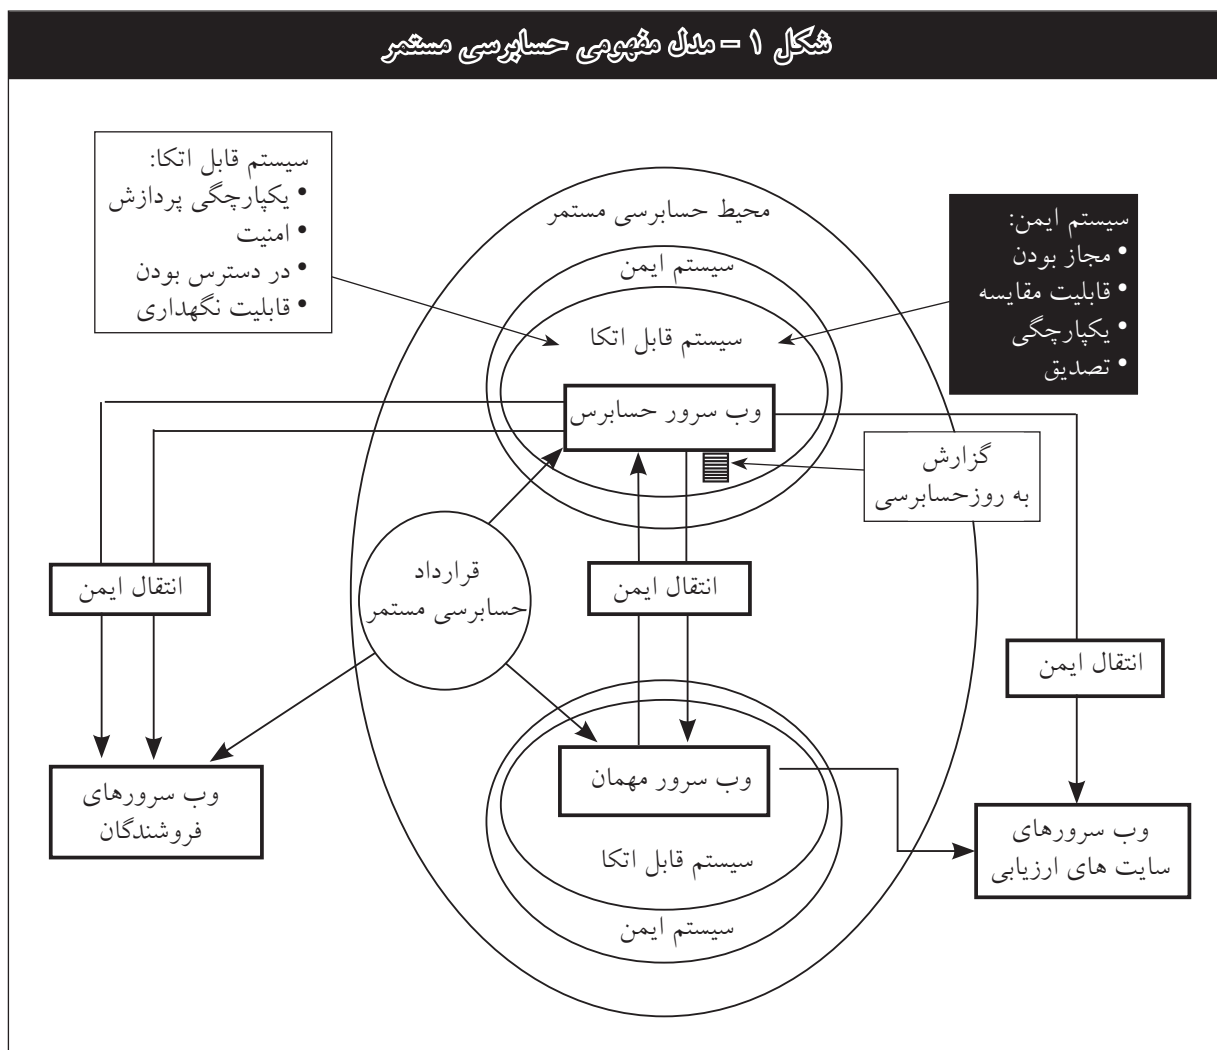 شکل ۱ - مدل مفهومی حسابرسی مستمر
سیستم قابل اتکا:
• یکپارچگی پردازش
• امنیت
• در دسترس بودن
• قابلیت نگهداری
محیط حسابرسی مستمر
سیستم ایمن
سیستم قابل اتکا
سیستم ایمن:
• مجاز بودن
• قابلیت مقایسه
• یکپارچگی
• تصدیق
وب سرور حسابرس
گزارش
به روزحسابرسی
قرارداد
حسابرسی مستمر
انتقال ایمن
انتقال ایمن
انتقال ایمن
وب سرورهای
فروشندگان
وب سرور مهمان
سیستم قابل اتکا
سیستم ایمن
وب سرورهای
سایت های ارزیابی